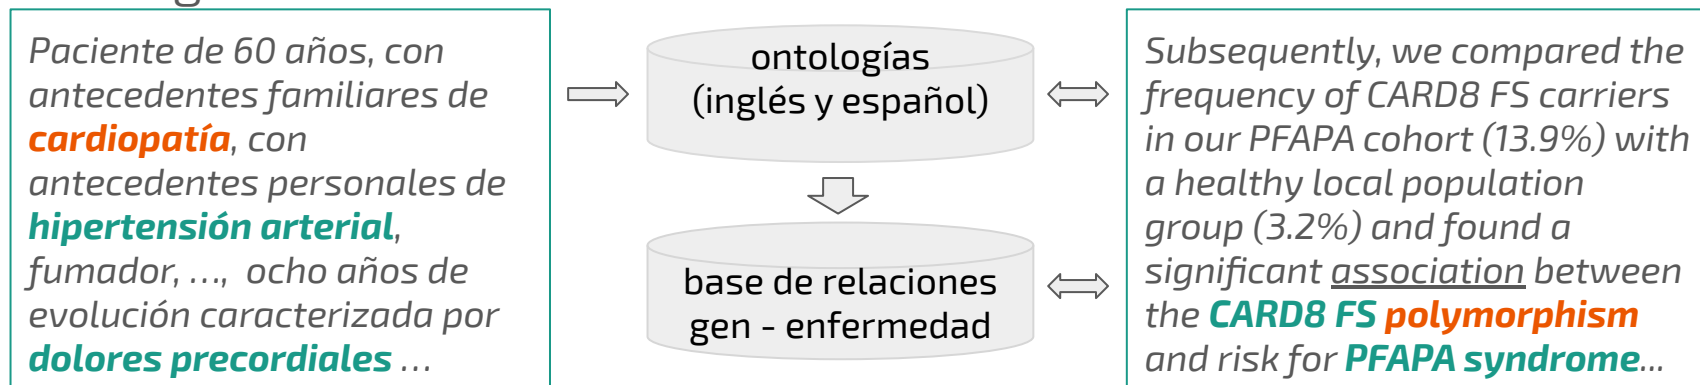 Paciente de 60 años, con
antecedentes familiares de
cardiopatía, con
antecedentes personales de
hipertensión arterial,
fumador, ..., ocho años de
evolución caracterizada por
dolores precordiales ...
ontologías
(inglés y español)
base de relaciones
gen - enfermedad
Subsequently, we compared the
frequency of CARD8 FS carriers
in our PFAPA cohort (13.9%) with
a healthy local population
group (3.2%) and found a
significant association between
the CARD8 FS polymorphism
and risk for PFAPA syndrome...